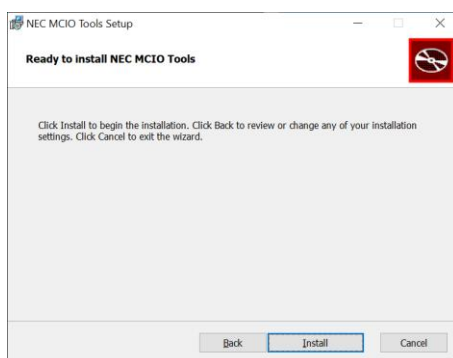 NEC MCIO Tools Setup
Ready to install NEC MCIO Tools
Click Install to begin the installation. Click Back to review or change any of your installation
settings. Click Cancel to exit the wizard.
Back Install Cancel